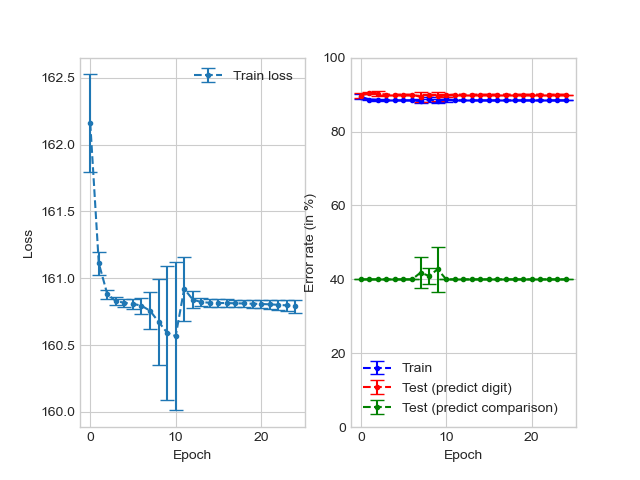 162.5
162.0
161.5
161.0
160.5
160.0
0
10
20
Epoch
Loss
Train loss
100
80
60
40
20
0
0
10
20
Epoch
Error rate (in %)
Train
Test (predict digit)
Test (predict comparison)